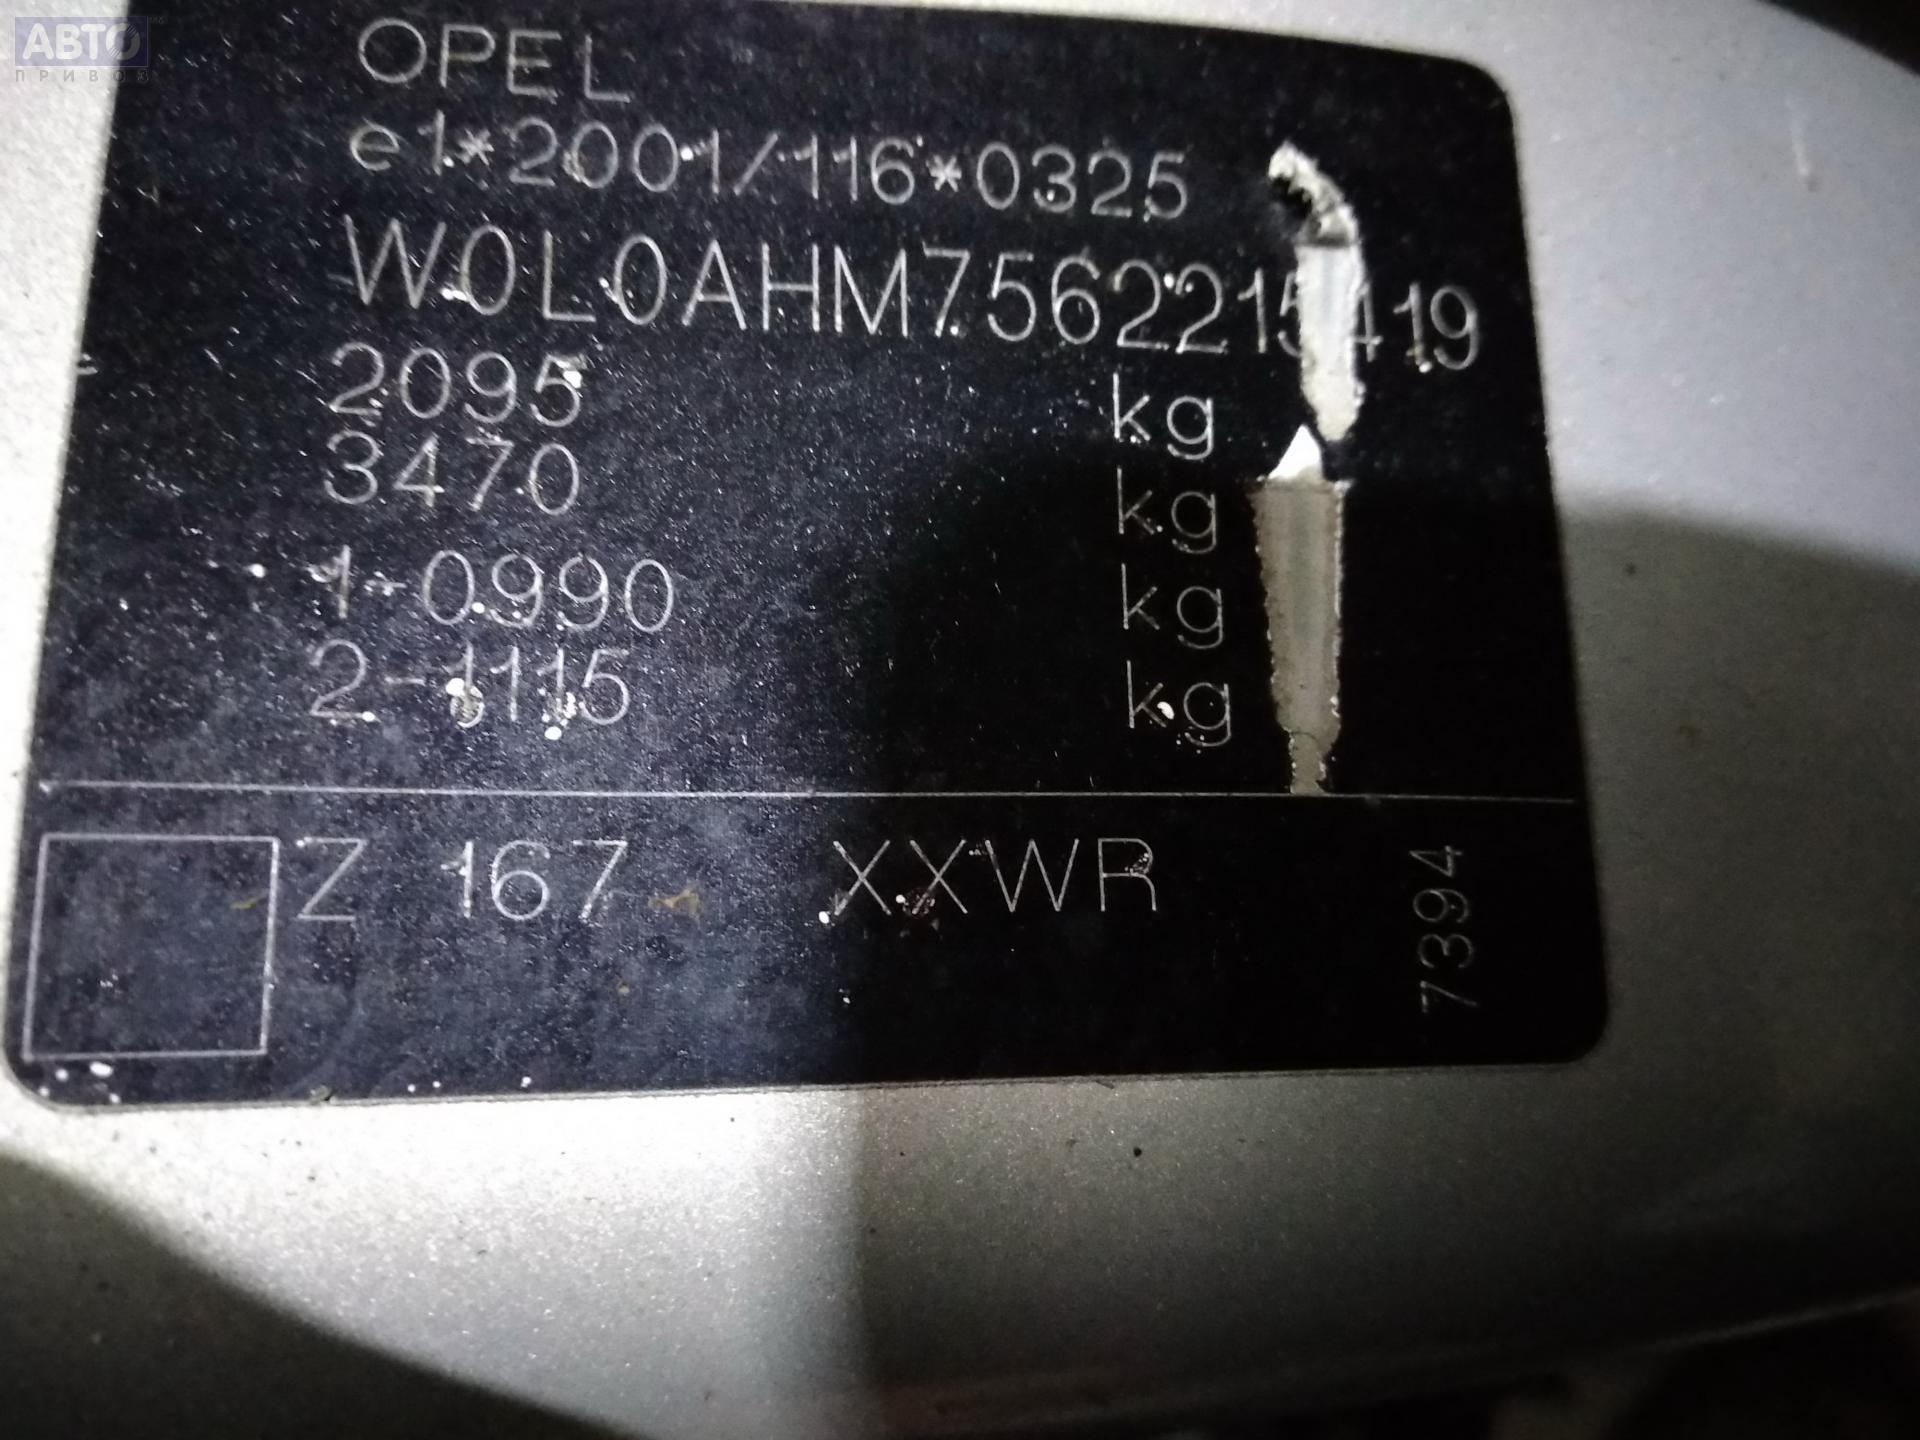 АВТО
ПРИВОЗ
OPEL
e1*2001/116*0325
W0L0AHM7562215419
2095 kg
3470 kg
1-0990 kg
2-1115 kg
Z 167 XXWR
7394